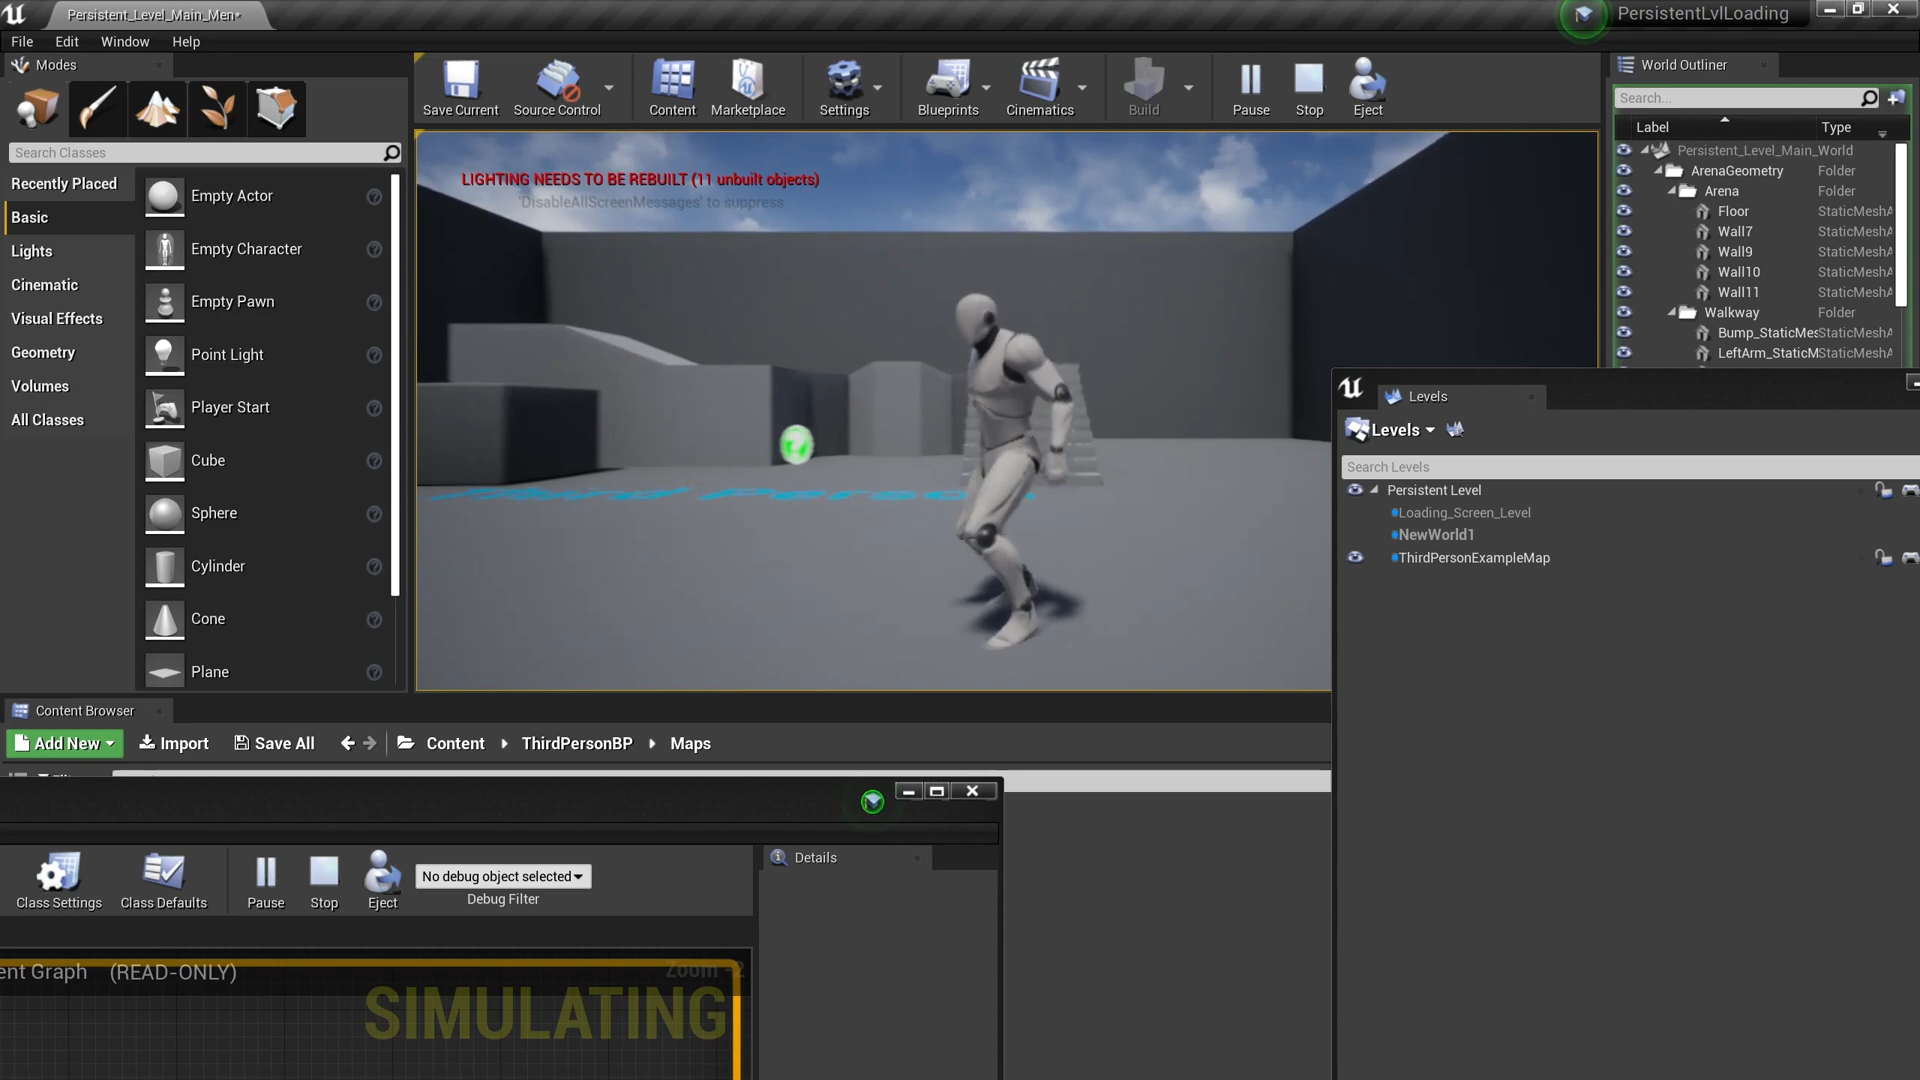 Persistent_Level_Main_Men*
PersistentLvlLoading
File Edit Window Help
Modes
Search Classes
Recently Placed
Basic
Lights
Cinematic
Visual Effects
Geometry
Volumes
All Classes
Empty Actor
Empty Character
Empty Pawn
Point Light
Player Start
Cube
Sphere
Cylinder
Cone
Plane
Save Current
Source Control
Content
Marketplace
Settings
Blueprints
Cinematics
Build
Pause
Stop
Eject
LIGHTING NEEDS TO BE REBUILT (11 unbuilt objects)
'DisableAllScreenMessages' to suppress
World Outliner
Search...
Label Type
Persistent_Level_Main_ World
ArenaGeometry Folder
Arena Folder
Floor StaticMeshA
Wall7 StaticMeshA
Wall9 StaticMeshA
Wall10 StaticMeshA
Wall11 StaticMeshA
Walkway Folder
Bump_StaticMes StaticMeshA
LeftArm_StaticM StaticMeshA
Levels
Levels
Search Levels
Persistent Level
Loading_Screen_Level
NewWorld1
ThirdPersonExampleMap
Content Browser
Add New Import Save All Content ThirdPersonBP Maps
Class Settings
Class Defaults
Pause
Stop
Eject
No debug object selected
Debug Filter
Details
ent Graph (READ-ONLY)
Zoom -2
SIMULATING